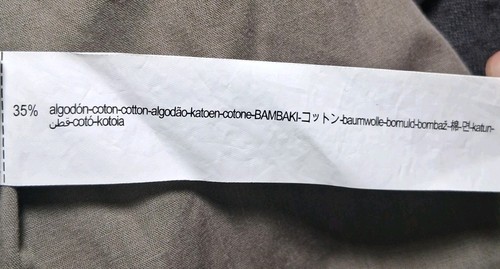 35% algodón-coton-cotton-algodão-katoen-cotone-BAMBAKI-コットン-baumwolle-bomuld-bombaž-棉-면-katun-
قطن-cotó-kotoia